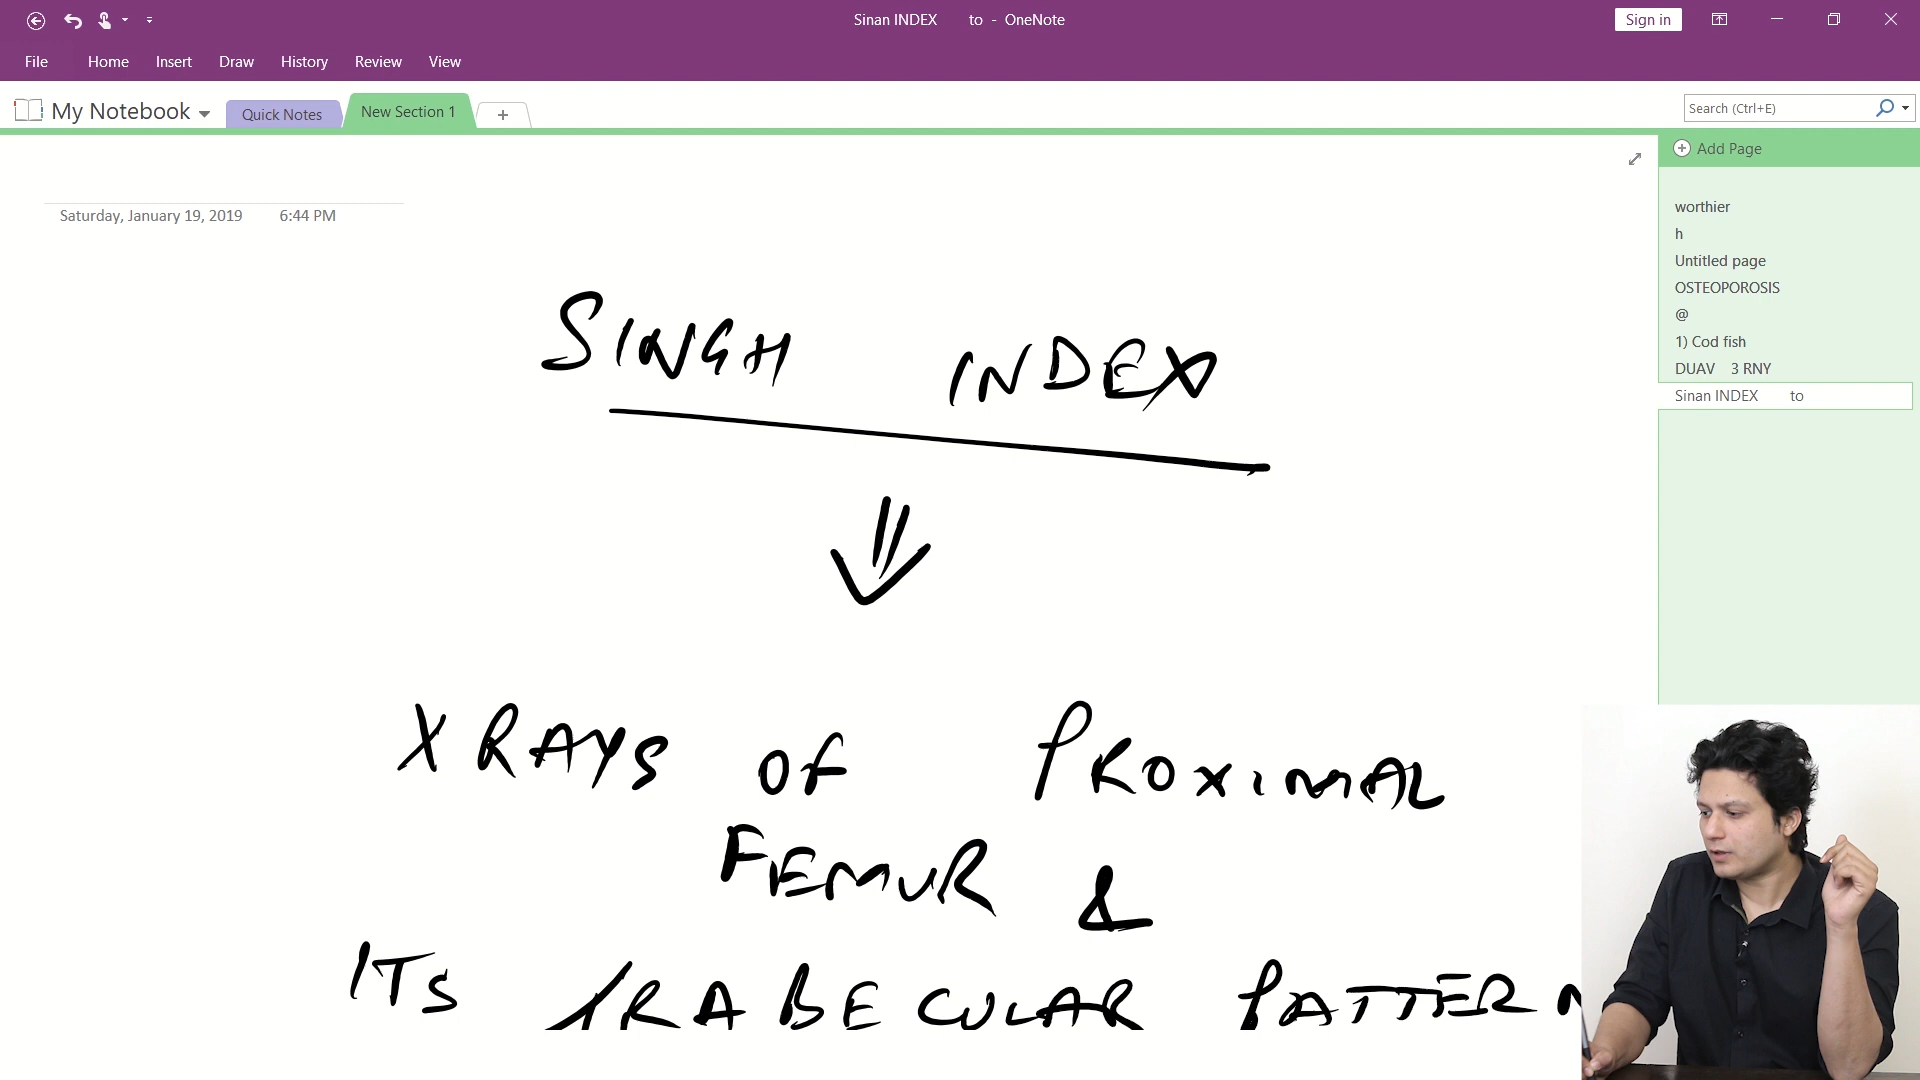 Sinan INDEX to - OneNote
Sign in
File Home Insert Draw History Review View
My Notebook Quick Notes New Section 1 +
Search (Ctrl+E)
Add Page
Saturday, January 19, 2019 6:44 PM
SINGH INDEX
X RAYS OF PROXIMAL
FEMUR &
ITS TRABECULAR PATTERN
worthier
h
Untitled page
OSTEOPOROSIS
@
1) Cod fish
DUAV 3 RNY
Sinan INDEX to